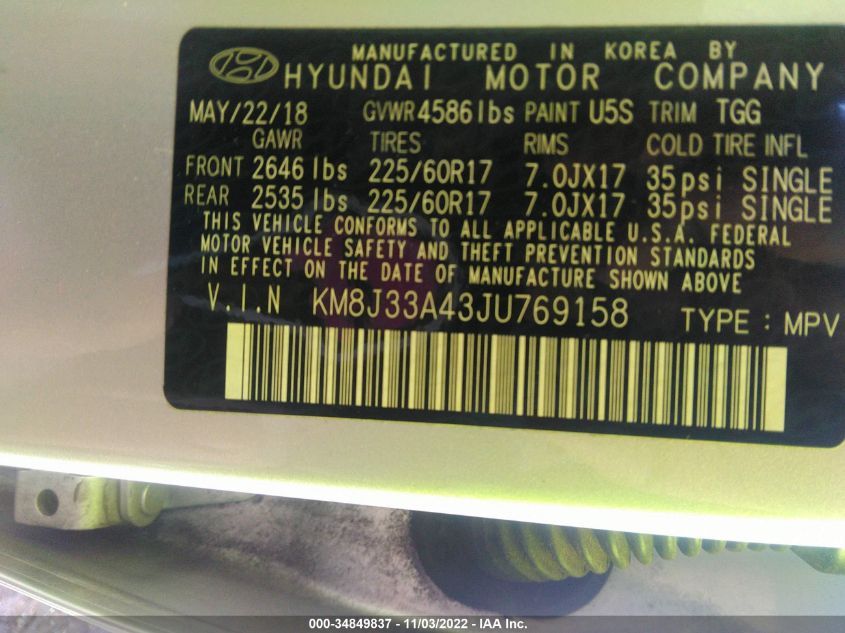 MANUFACTURED IN KOREA BY
HYUNDAI MOTOR COMPANY
MAY/22/18 GVWR 4586lbs PAINT U5S TRIM TGG
GAWR TIRES RIMS COLD TIRE INFL
FRONT 2646 lbs 225/60R17 7.0JX17 35psi SINGLE
REAR 2535 lbs 225/60R17 7.0JX17 35psi SINGLE
THIS VEHICLE CONFORMS TO ALL APPLICABLE U.S.A. FEDERAL
MOTOR VEHICLE SAFETY AND THEFT PREVENTION STANDARDS
IN EFFECT ON THE DATE OF MANUFACTURE SHOWN ABOVE
V.I.N KM8J33A43JU769158 TYPE : MPV
000-34849837 - 11/03/2022 - IAA Inc.